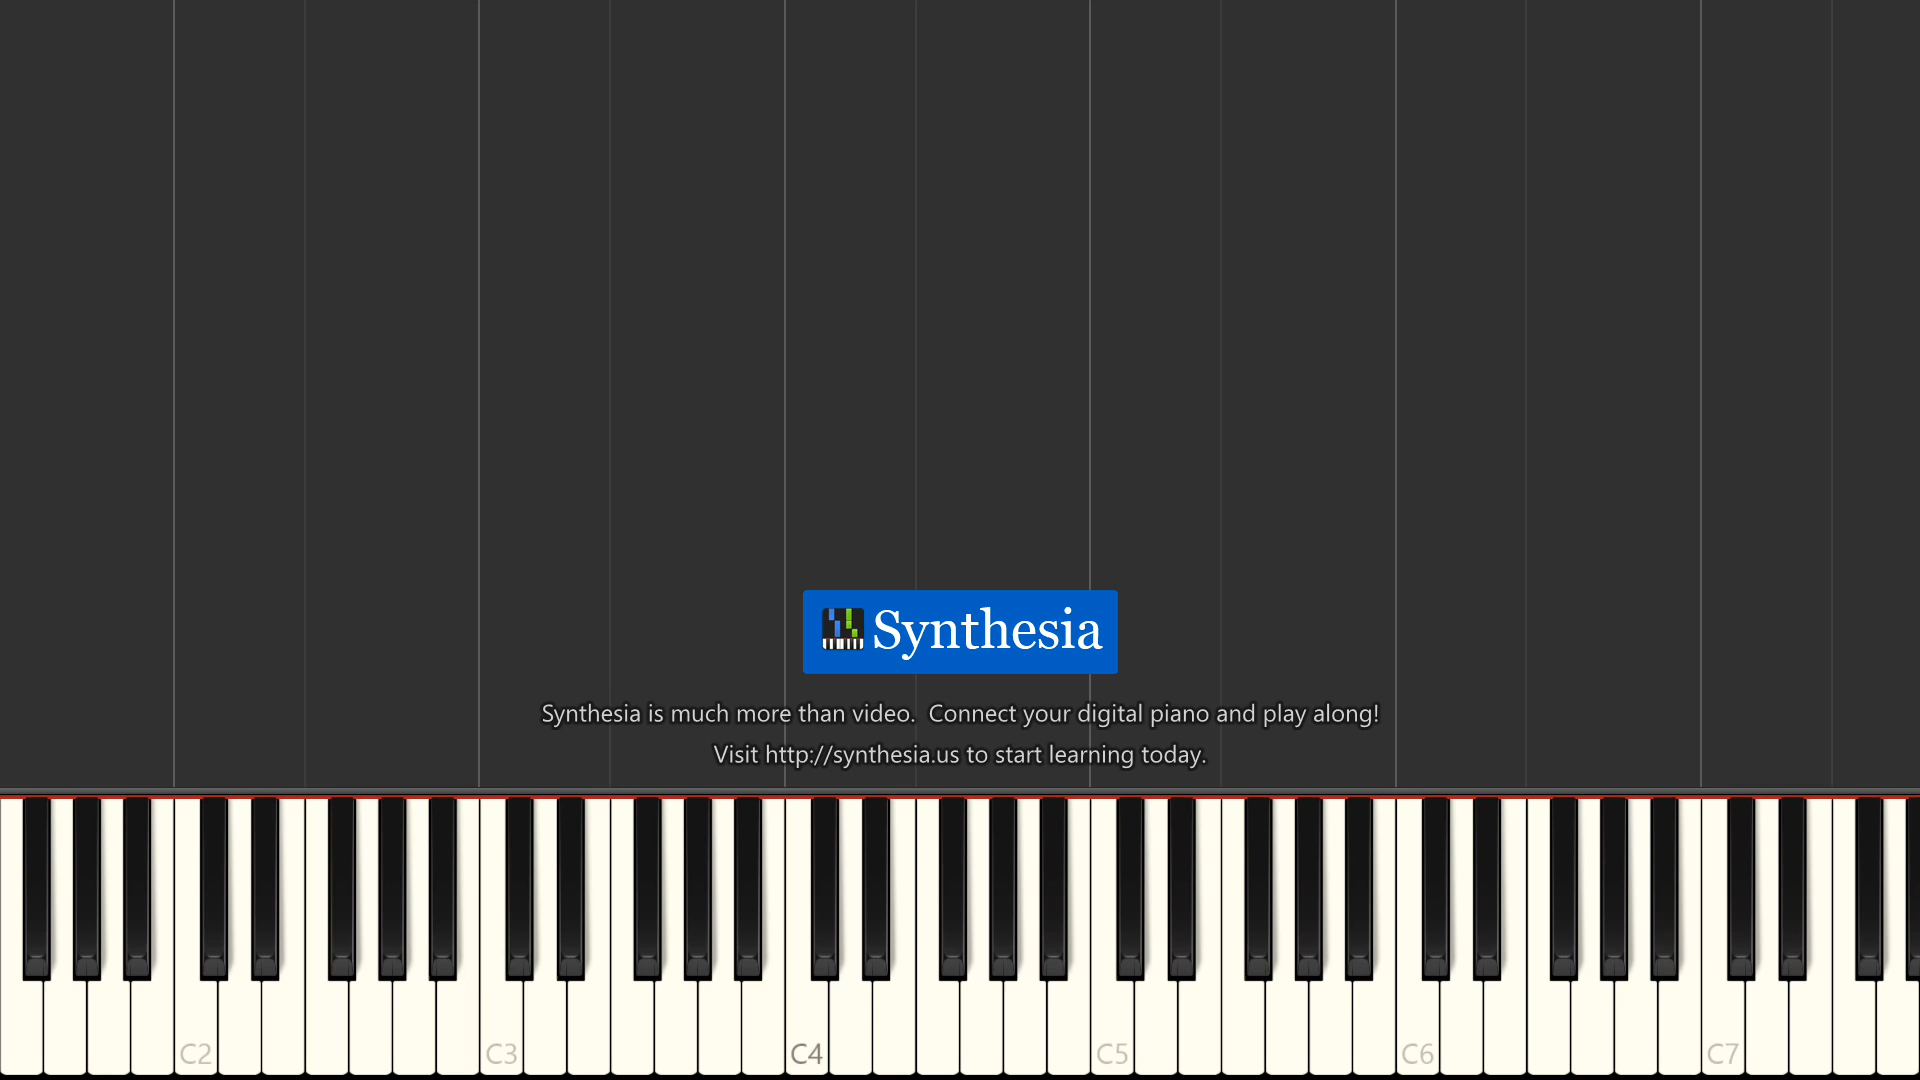 Synthesia
Synthesia is much more than video.  Connect your digital piano and play along!
Visit http://synthesia.us to start learning today.
C2 C3 C4 C5 C6 C7